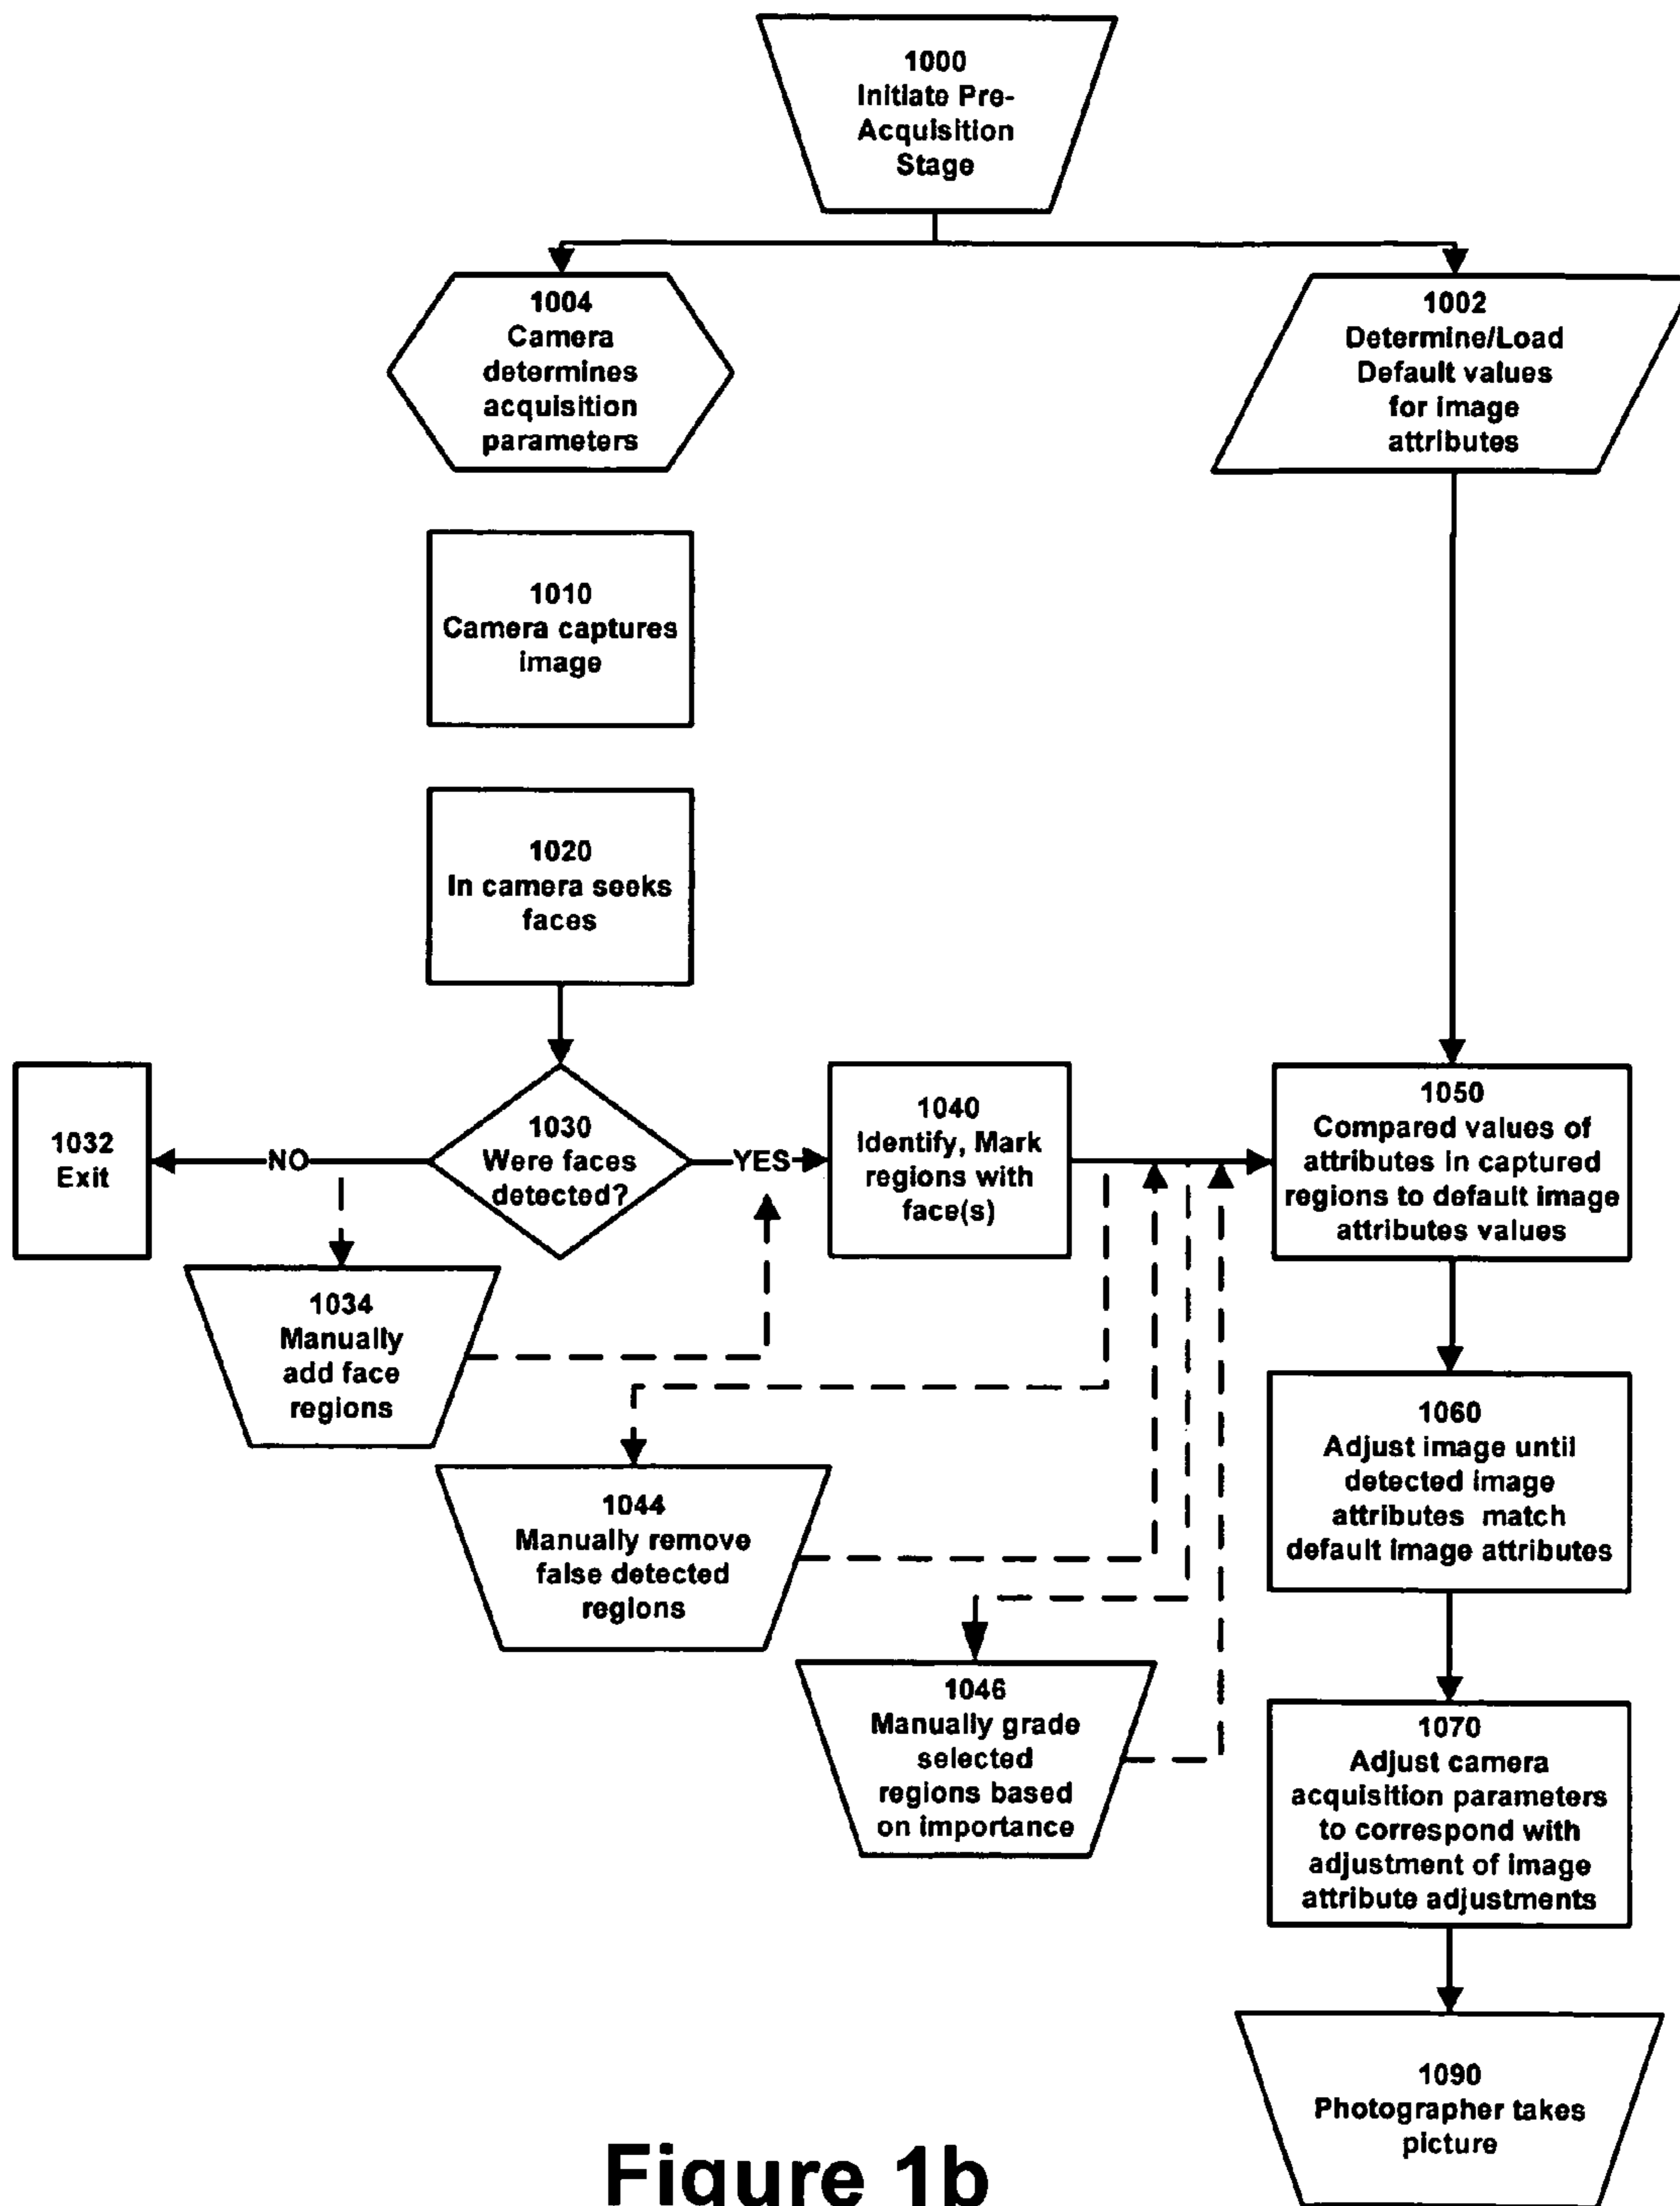 1000
Initiate Pre-
Acquisition
Stage
1004
Camera
determines
acquisition
parameters
1002
Determine/Load
Default values
for image
attributes
1010
Camera captures
image
1020
In camera seeks
faces
1032
Exit
NO
1030
Were faces
detected?
YES
1040
Identify, Mark
regions with
face(s)
1050
Compared values of
attributes in captured
regions to default image
attributes values
1034
Manually
add face
regions
1044
Manually remove
false detected
regions
1060
Adjust image until
detected image
attributes match
default image attributes
1046
Manually grade
selected
regions based
on importance
1070
Adjust camera
acquisition parameters
to correspond with
adjustment of image
attribute adjustments
1090
Photographer takes
picture
Figure 1b